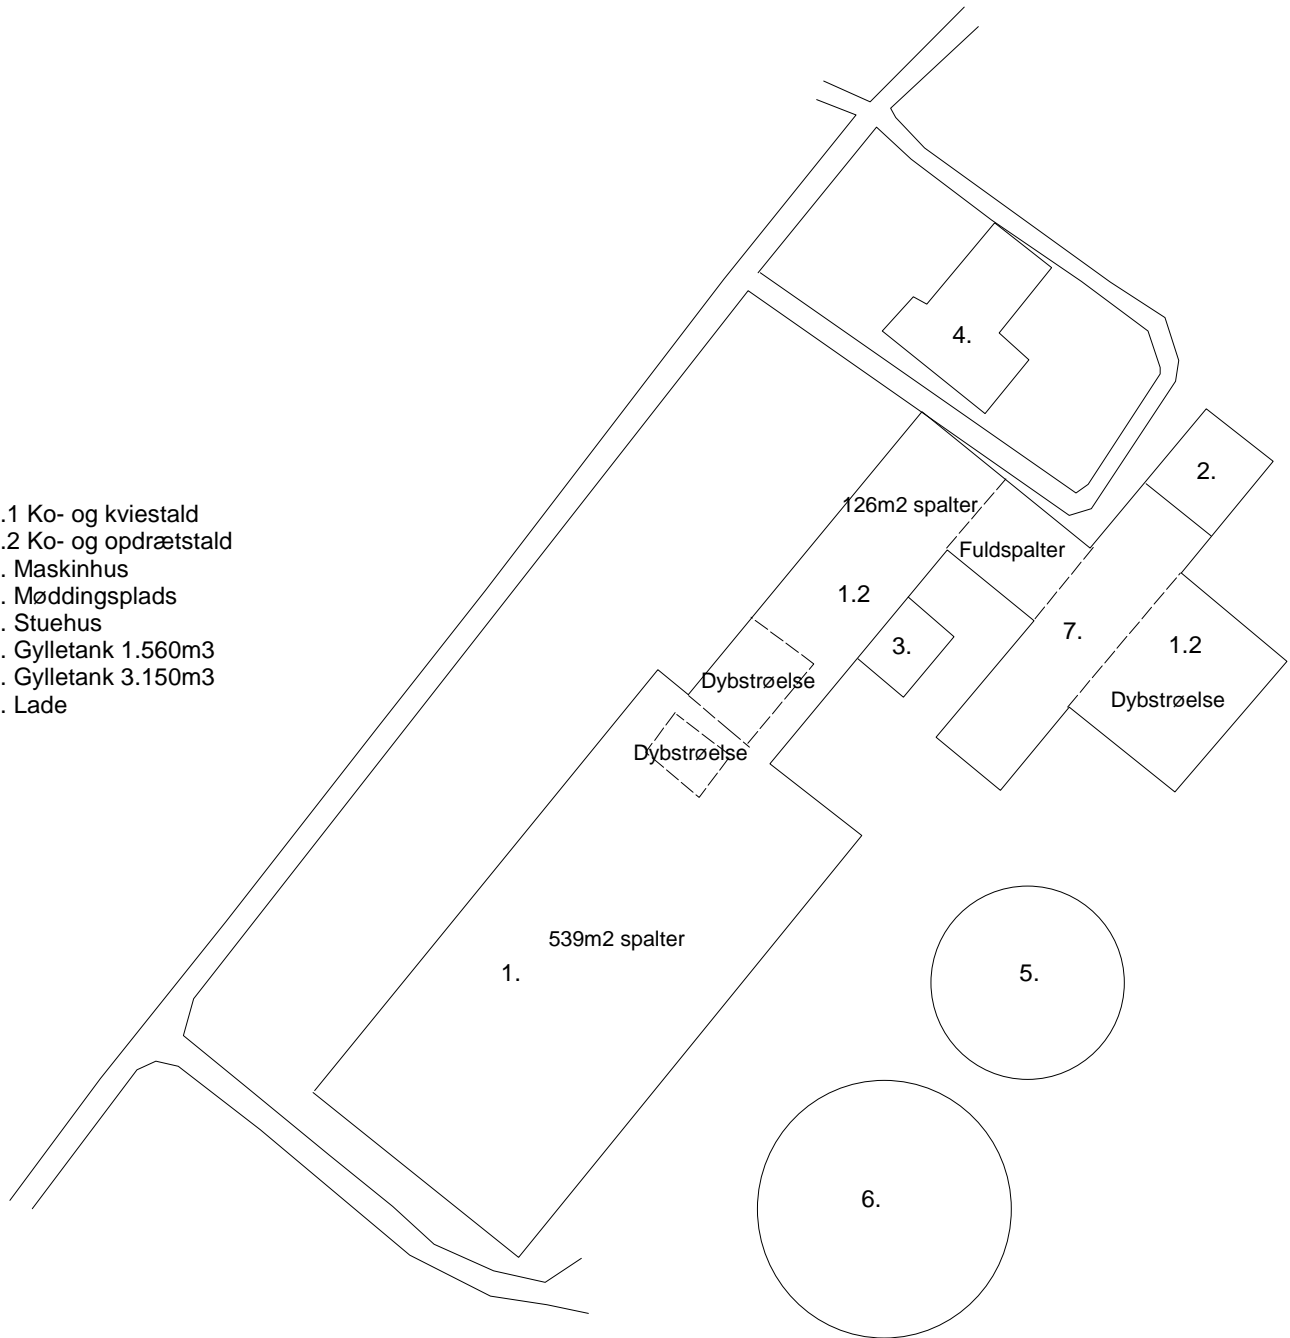 .1 Ko- og kviestald
.2 Ko- og opdrætstald
. Maskinhus
. Møddingsplads
. Stuehus
. Gylletank 1.560m3
. Gylletank 3.150m3
. Lade
4.
2.
126m2 spalter
Fuldspalter
1.2
3.
7.
1.2
Dybstrøelse
Dybstrøelse
Dybstrøelse
539m2 spalter
1.
5.
6.